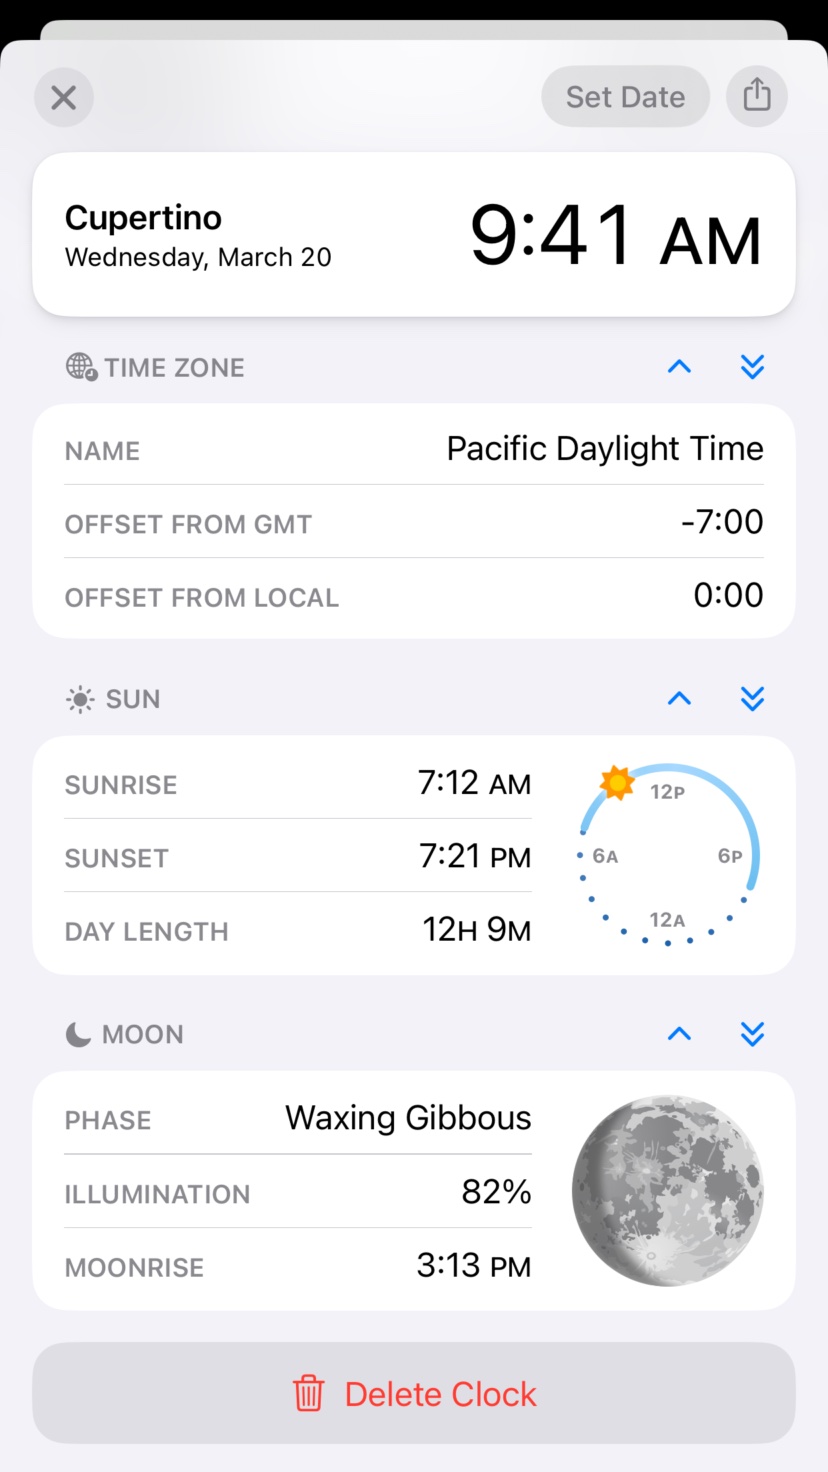 Set Date
Cupertino
9:41 AM
Wednesday, March 20
TIME ZONE
NAME Pacific Daylight Time
OFFSET FROM GMT -7:00
OFFSET FROM LOCAL 0:00
SUN
SUNRISE 7:12 AM
SUNSET 7:21 PM
DAY LENGTH 12H 9M
12P
6A 6P
12A
MOON
PHASE Waxing Gibbous
ILLUMINATION 82%
MOONRISE 3:13 PM
Delete Clock